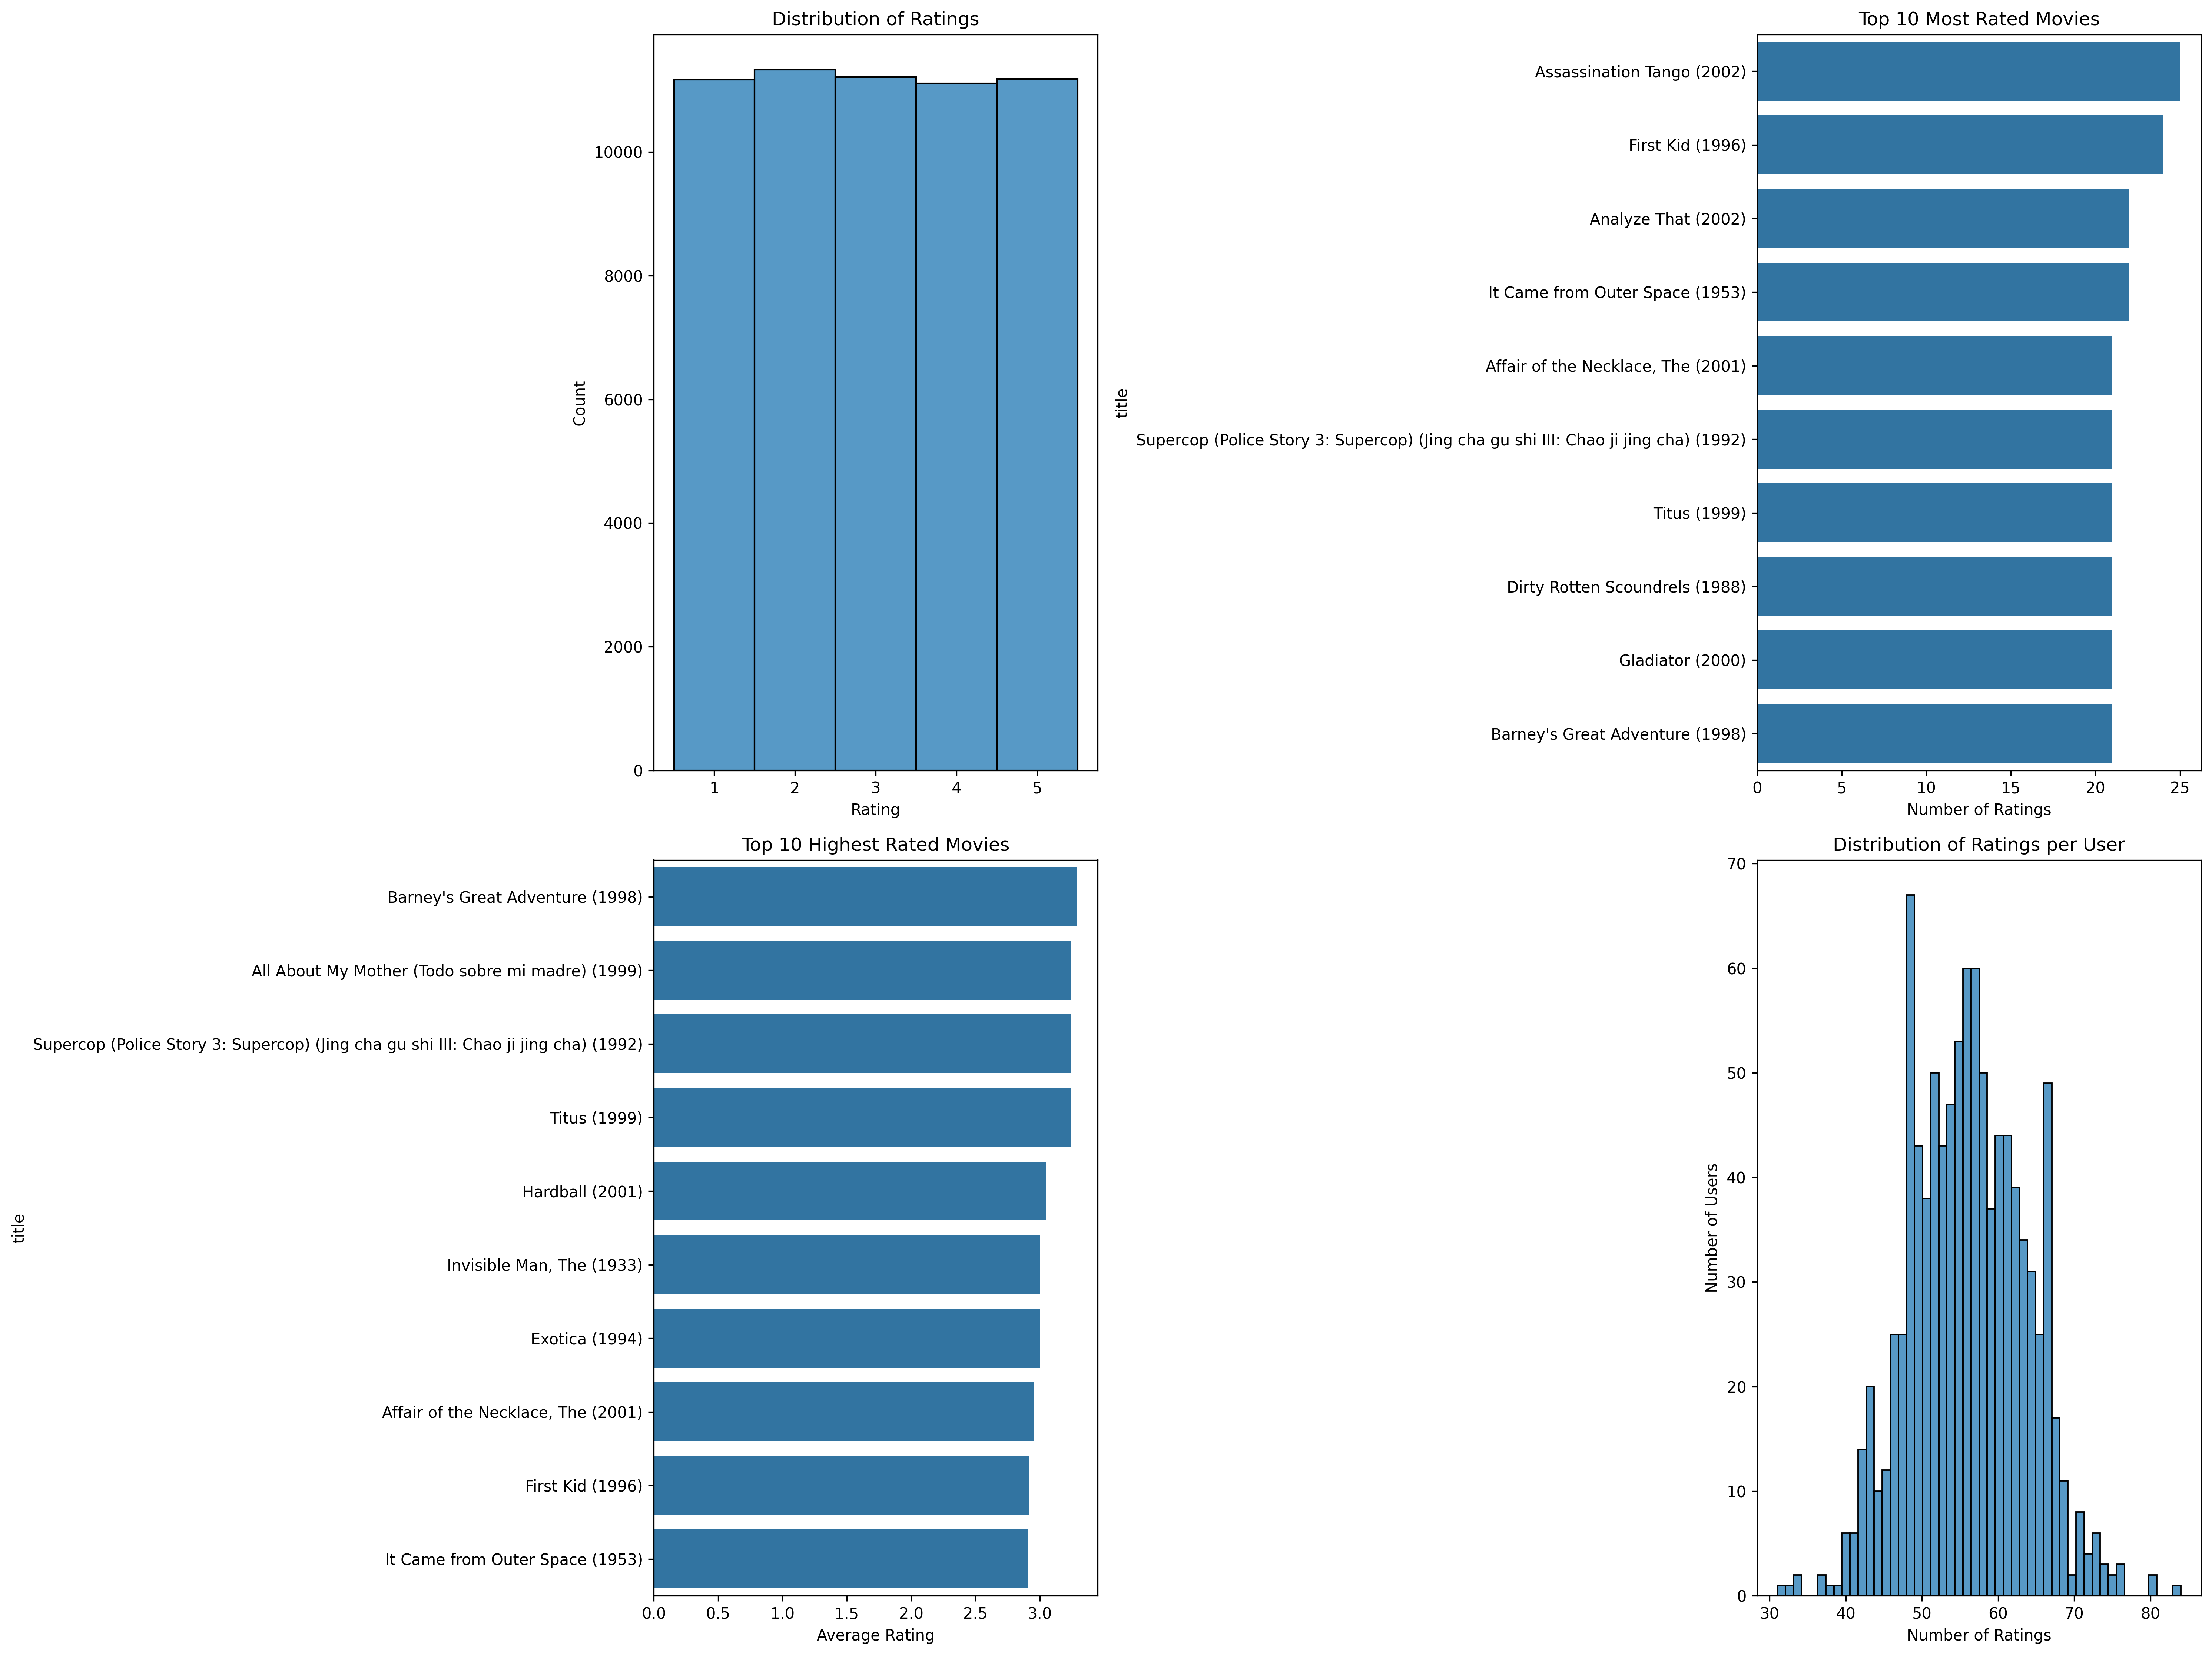 Distribution of Ratings
Count
10000
8000
6000
4000
2000
0
1 2 3 4 5
Rating
Top 10 Most Rated Movies
title
Assassination Tango (2002)
First Kid (1996)
Analyze That (2002)
It Came from Outer Space (1953)
Affair of the Necklace, The (2001)
Supercop (Police Story 3: Supercop) (Jing cha gu shi III: Chao ji jing cha) (1992)
Titus (1999)
Dirty Rotten Scoundrels (1988)
Gladiator (2000)
Barney's Great Adventure (1998)
0 5 10 15 20 25
Number of Ratings
Top 10 Highest Rated Movies
title
Barney's Great Adventure (1998)
All About My Mother (Todo sobre mi madre) (1999)
Supercop (Police Story 3: Supercop) (Jing cha gu shi III: Chao ji jing cha) (1992)
Titus (1999)
Hardball (2001)
Invisible Man, The (1933)
Exotica (1994)
Affair of the Necklace, The (2001)
First Kid (1996)
It Came from Outer Space (1953)
0.0 0.5 1.0 1.5 2.0 2.5 3.0
Average Rating
Distribution of Ratings per User
Number of Users
70
60
50
40
30
20
10
0
30 40 50 60 70 80
Number of Ratings